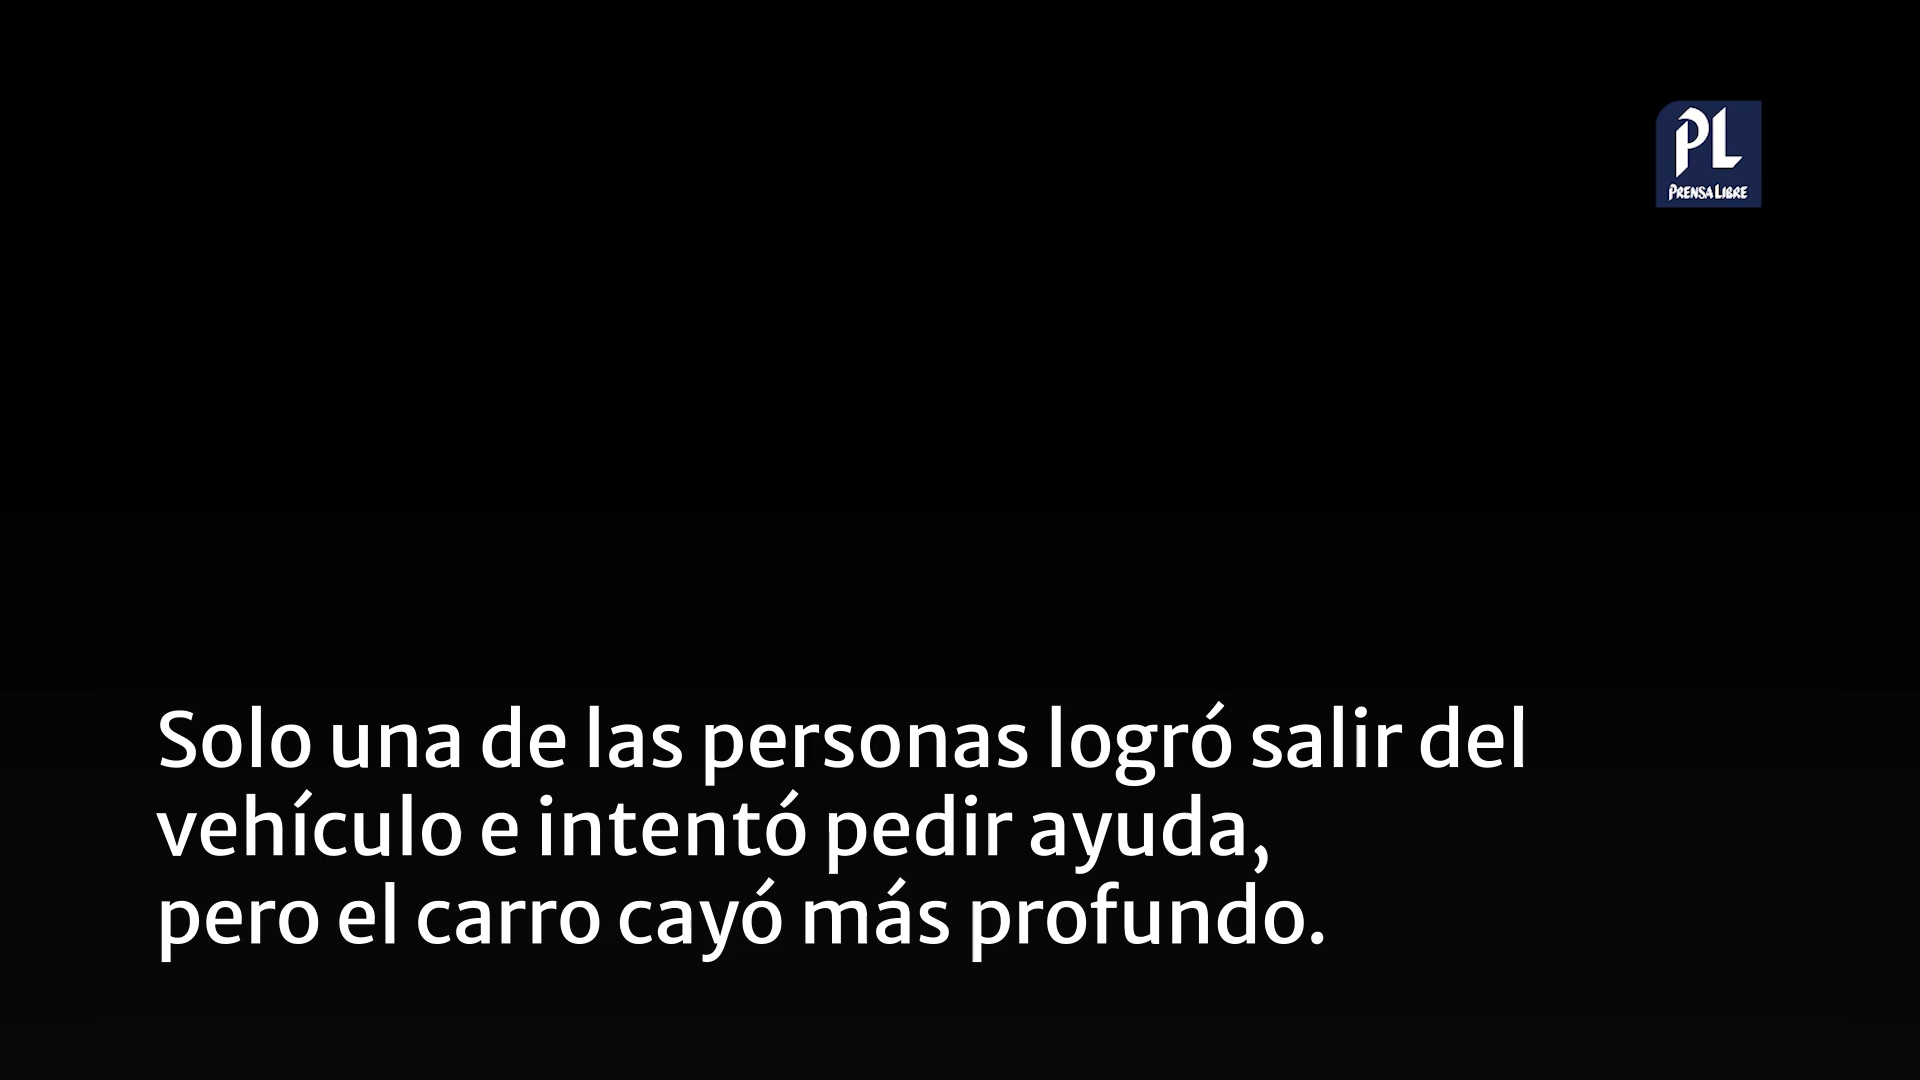 PL
PRENSA LIBRE
Solo una de las personas logró salir del
vehículo e intentó pedir ayuda,
pero el carro cayó más profundo.